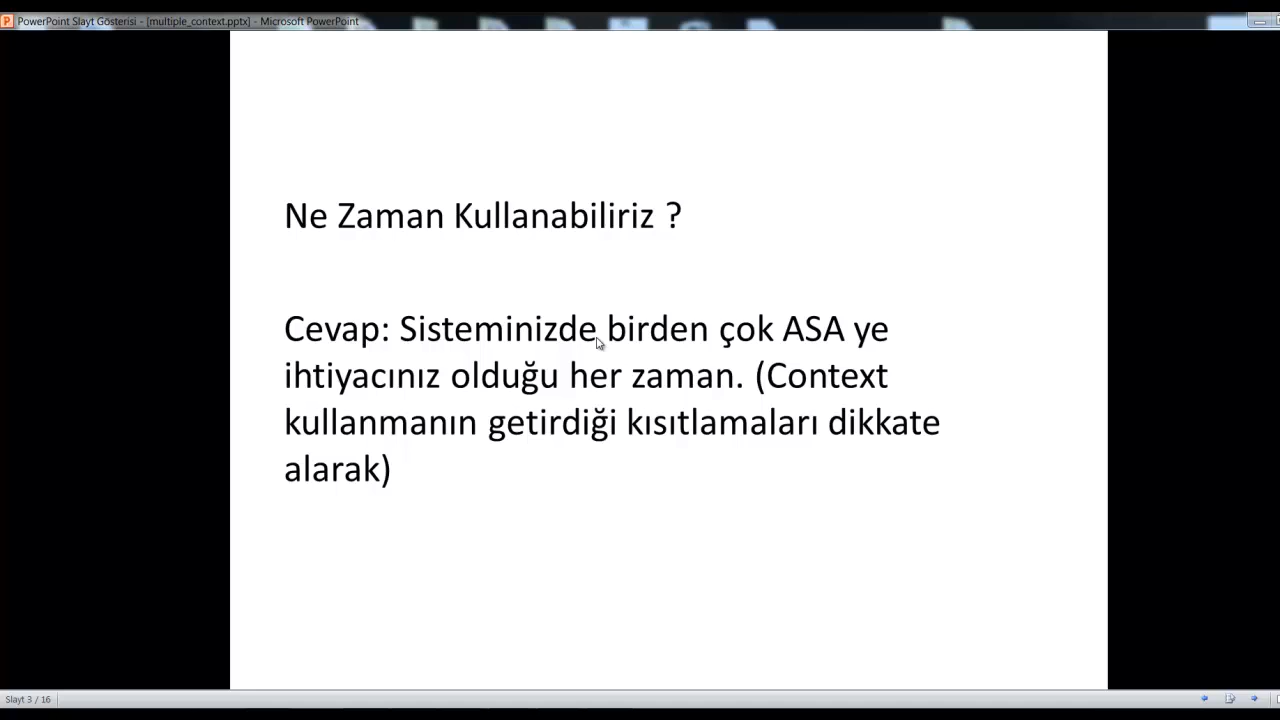 PowerPoint Slayt Gösterisi - [multiple_context.pptx] - Microsoft PowerPoint
Ne Zaman Kullanabiliriz ?
Cevap: Sisteminizde birden çok ASA ye
ihtiyacınız olduğu her zaman. (Context
kullanmanın getirdiği kısıtlamaları dikkate
alarak)
Slayt 3 / 16